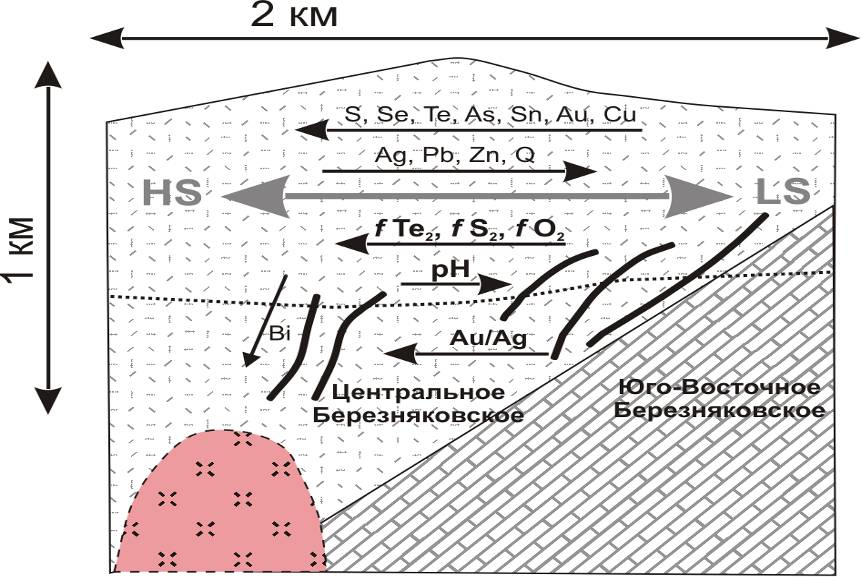 2 км
1 км
S, Se, Te, As, Sn, Au, Cu
Ag, Pb, Zn, Q
HS
LS
f Te₂, f S₂, f O₂
pH
Bi
Au/Ag
Центральное
Березняковское
Юго-Восточное
Березняковское